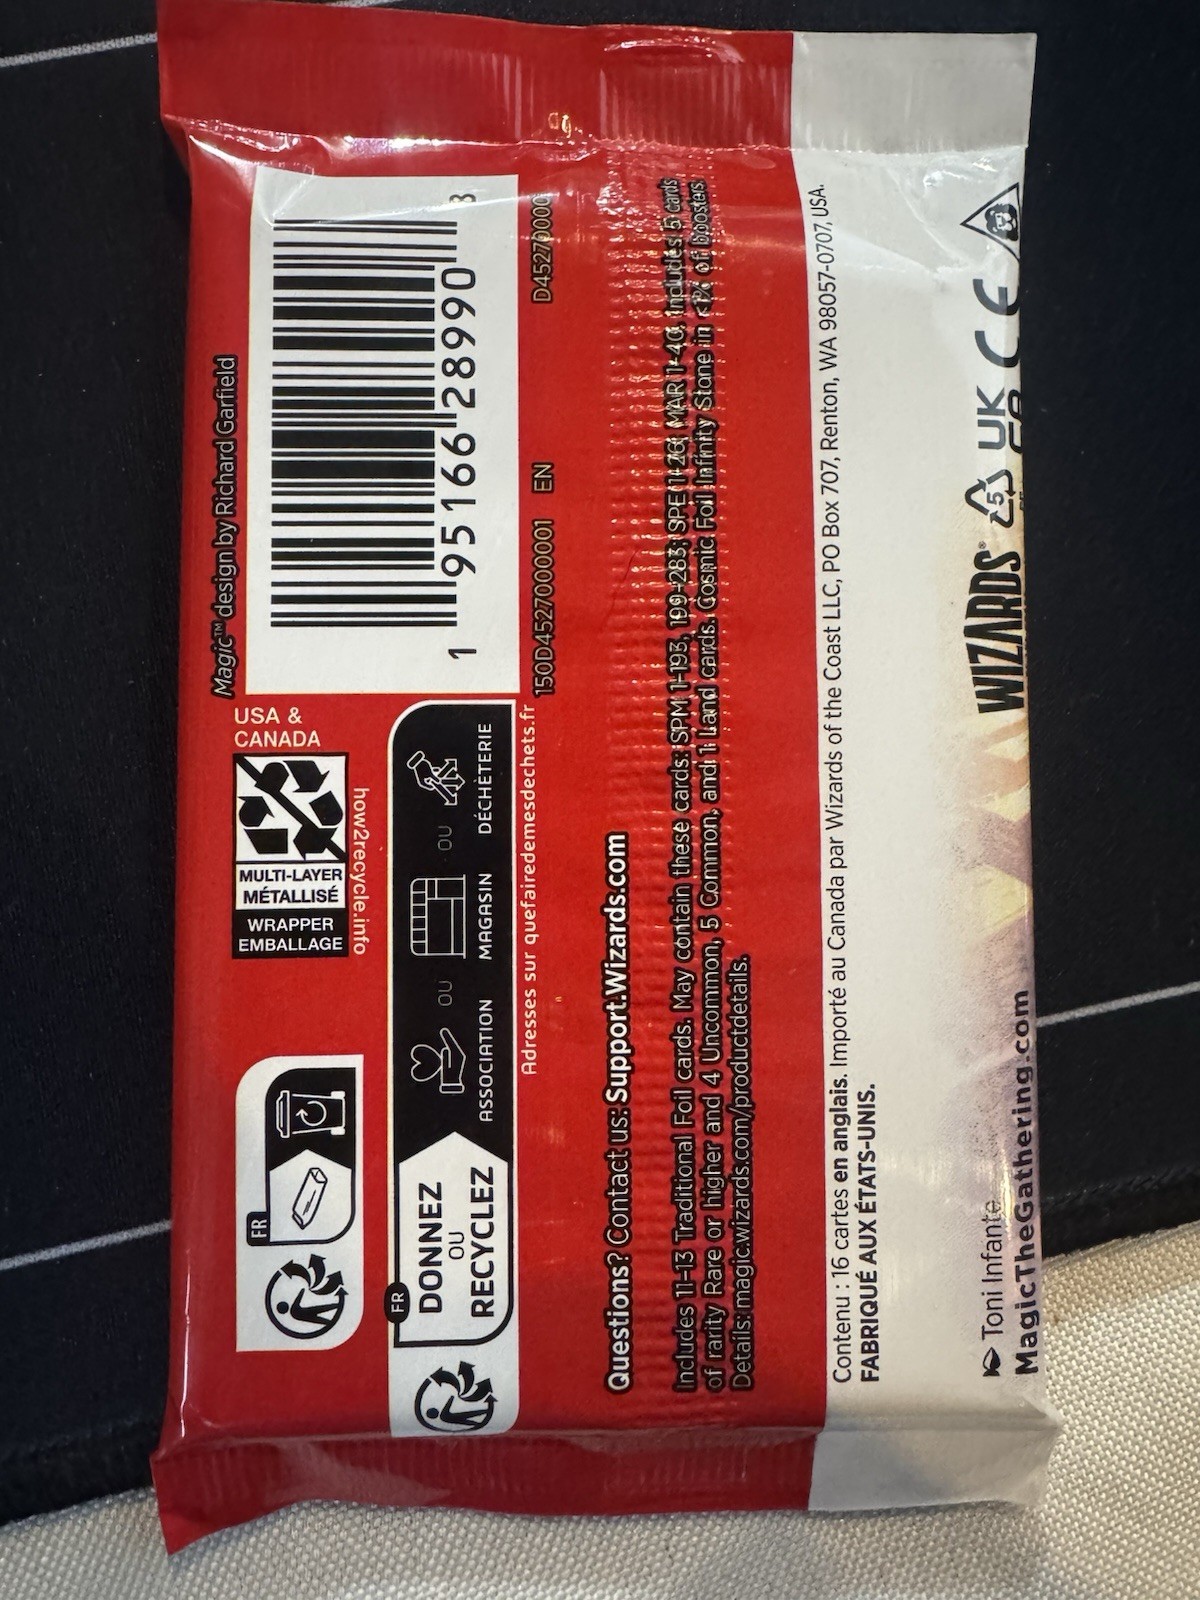 Magic™ design by Richard Garfield
1 95166 28990 8
150D4527000001 EN
USA &
CANADA
MULTI-LAYER
MÉTALLISÉ
WRAPPER
EMBALLAGE
how2recycle.info
FR
FR
DONNEZ
OU
RECYCLEZ
ASSOCIATION
OU
MAGASIN
OU
DÉCHÈTERIE
Adresses sur quefairedemesdechets.fr
Questions? Contact us: Support.Wizards.com
Includes 11-13 Traditional Foil cards. May contain these cards: SPM 1-193, 199-283; SPE 1-26; MAR 1-40. Includes 5 cards
of rarity Rare or higher and 4 Uncommon, 5 Common, and 1 Land cards. Cosmic Foil Infinity Stone in <1% of boosters.
Details: magic.wizards.com/productdetails.
Contenu : 16 cartes en anglais. Importé au Canada par Wizards of the Coast LLC, PO Box 707, Renton, WA 98057-0707, USA.
FABRIQUÉ AUX ÉTATS-UNIS.
Toni Infante
MagicTheGathering.com
WIZARDS®
5
UK
CA
CE